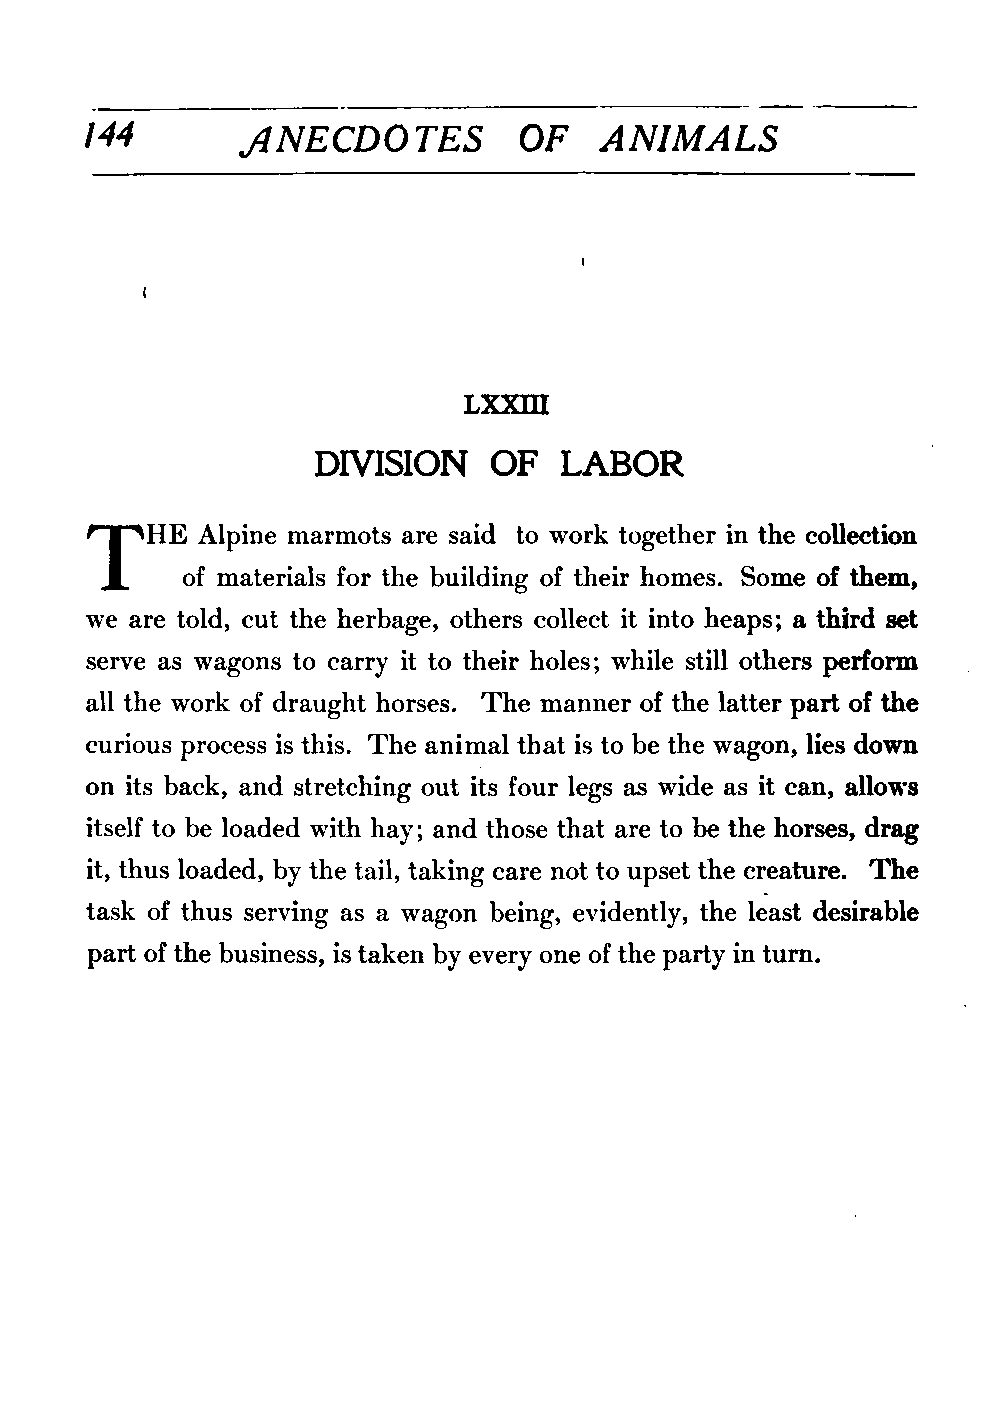 144 ANECDOTES OF ANIMALS
LXXIII
DIVISION OF LABOR
THE Alpine marmots are said to work together in the collection
of materials for the building of their homes. Some of them,
we are told, cut the herbage, others collect it into heaps; a third set
serve as wagons to carry it to their holes; while still others perform
all the work of draught horses. The manner of the latter part of the
curious process is this. The animal that is to be the wagon, lies down
on its back, and stretching out its four legs as wide as it can, allows
itself to be loaded with hay; and those that are to be the horses, drag
it, thus loaded, by the tail, taking care not to upset the creature. The
task of thus serving as a wagon being, evidently, the least desirable
part of the business, is taken by every one of the party in turn.